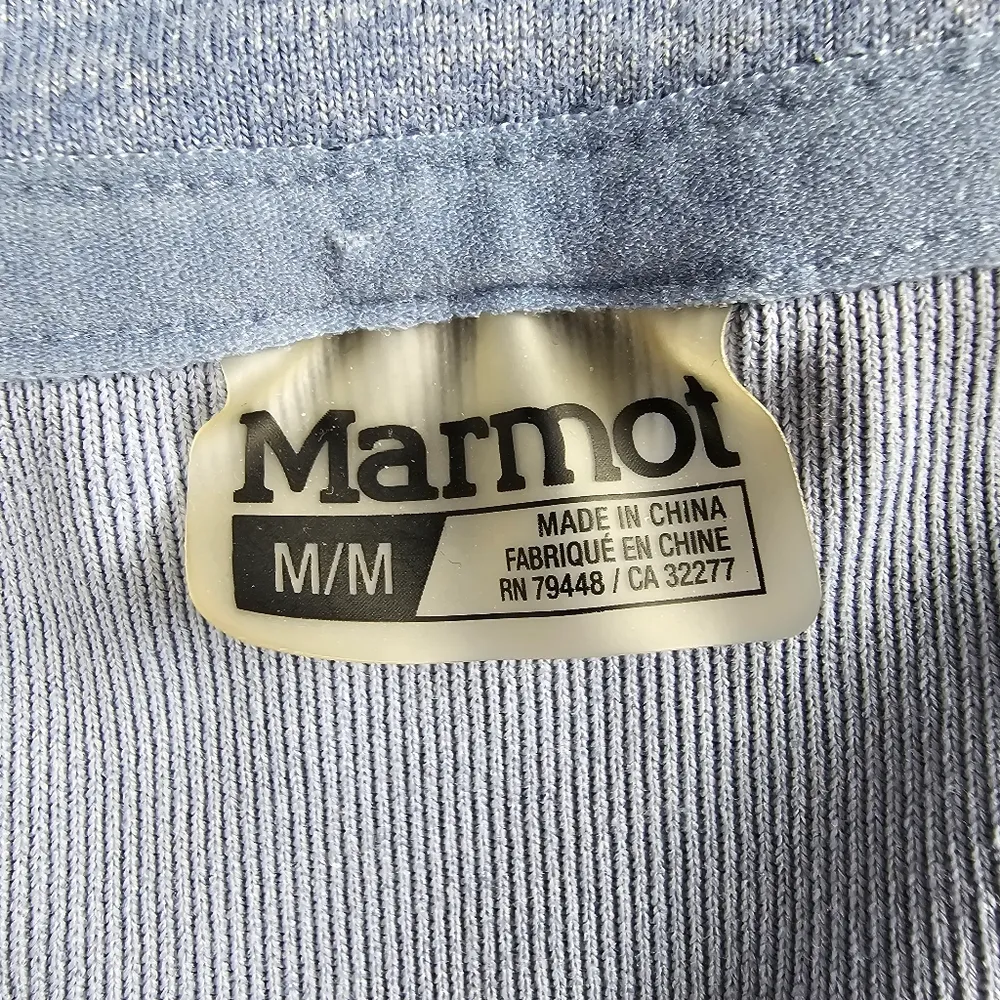 Marmot
M/M
MADE IN CHINA
FABRIQUÉ EN CHINE
RN 79448 / CA 32277